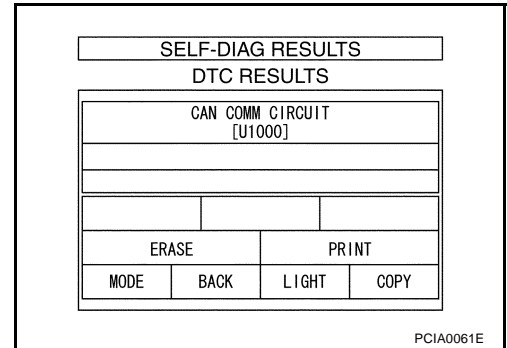 SELF-DIAG RESULTS
DTC RESULTS
CAN COMM CIRCUIT
[U1000]
ERASE PRINT
MODE BACK LIGHT COPY
PCIA0061E